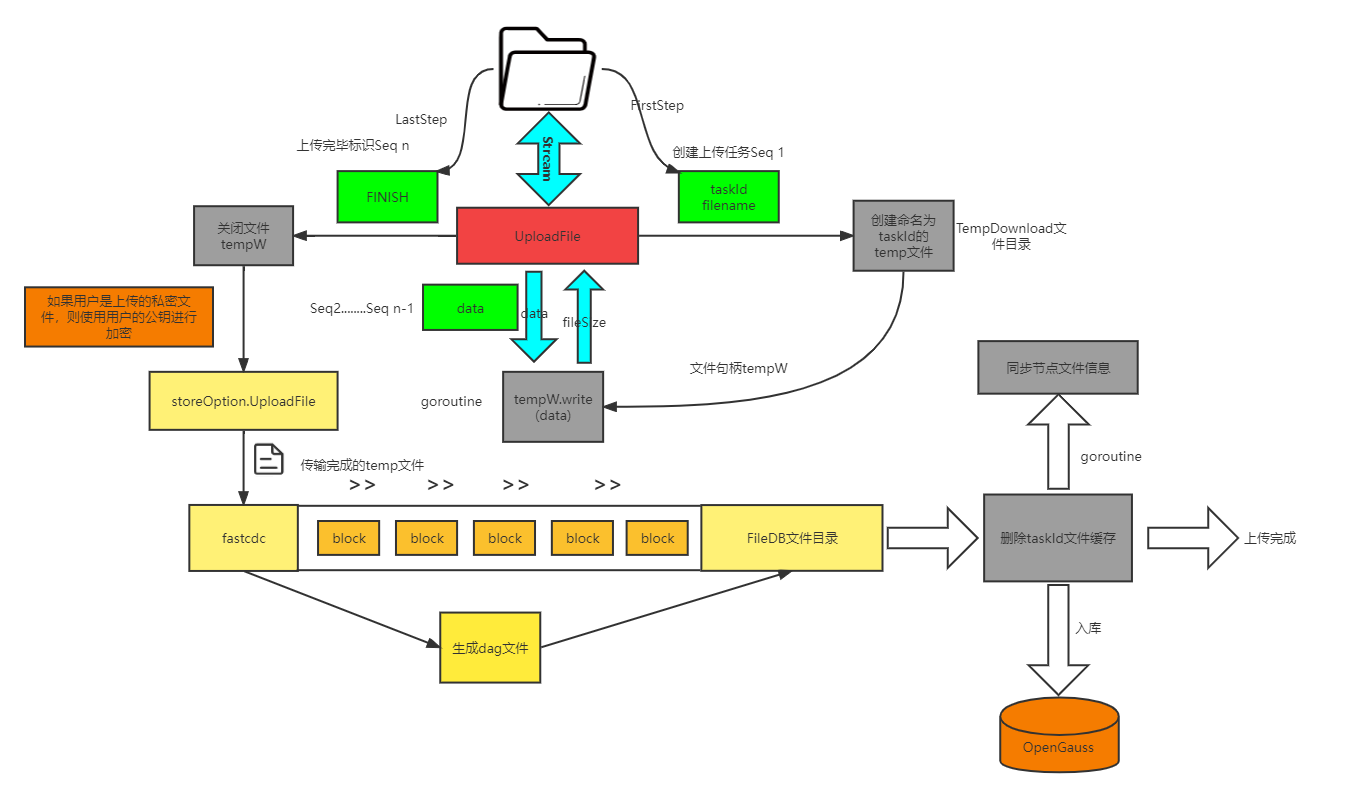 FirstStep
LastStep
上传完毕标识Seq n
Stream
创建上传任务Seq 1
FINISH
taskId
filename
关闭文件
tempW
UploadFile
创建命名为
taskId的
temp文件
TempDownload文
件目录
如果用户是上传的私密文
件，则使用用户的公钥进行
加密
Seq2........Seq n-1
data
data
fileSize
文件句柄tempW
同步节点文件信息
storeOption.UploadFile
goroutine
tempW.write
(data)
goroutine
传输完成的temp文件
>> >> >> >>
fastcdc
block
block
block
block
block
FileDB文件目录
删除taskId文件缓存
上传完成
入库
生成dag文件
OpenGauss